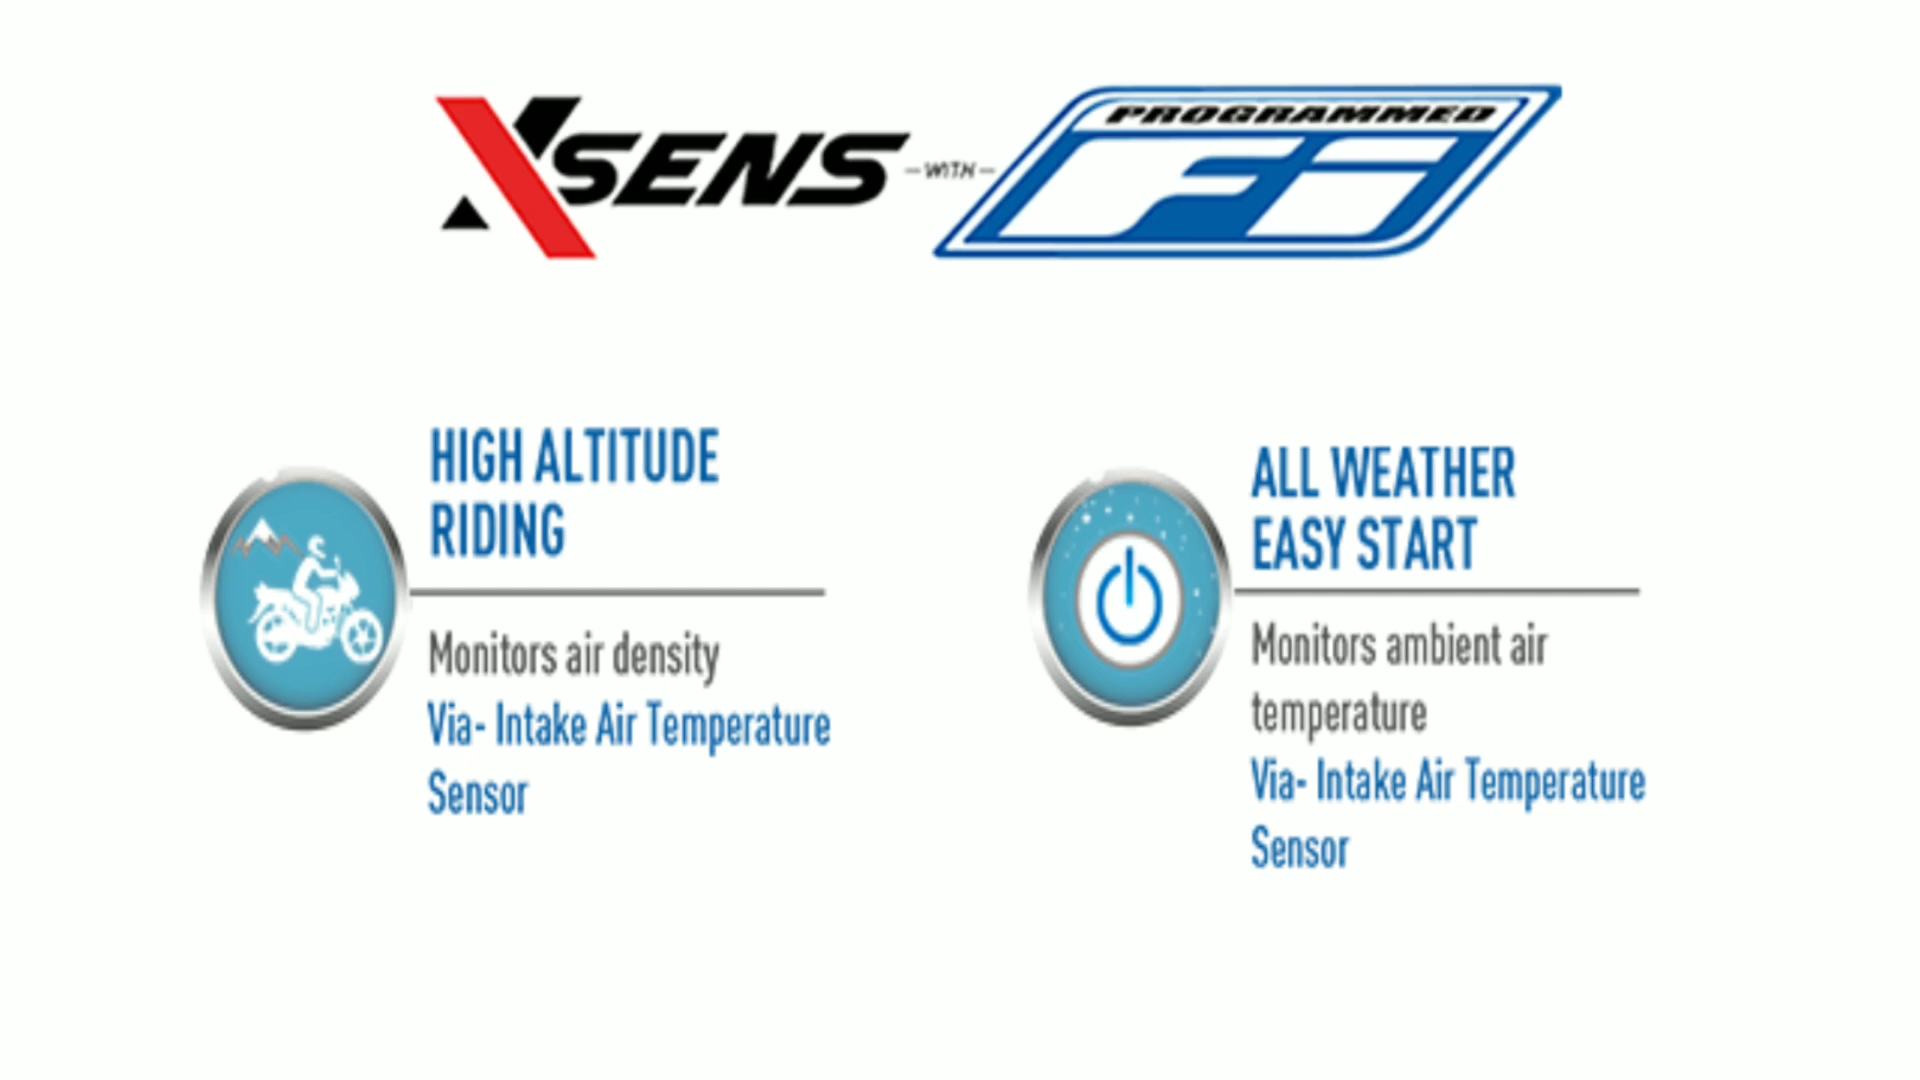 XSENS -WITH- PROGRAMMED Fi
HIGH ALTITUDE
RIDING
Monitors air density
Via- Intake Air Temperature
Sensor
ALL WEATHER
EASY START
Monitors ambient air
temperature
Via- Intake Air Temperature
Sensor